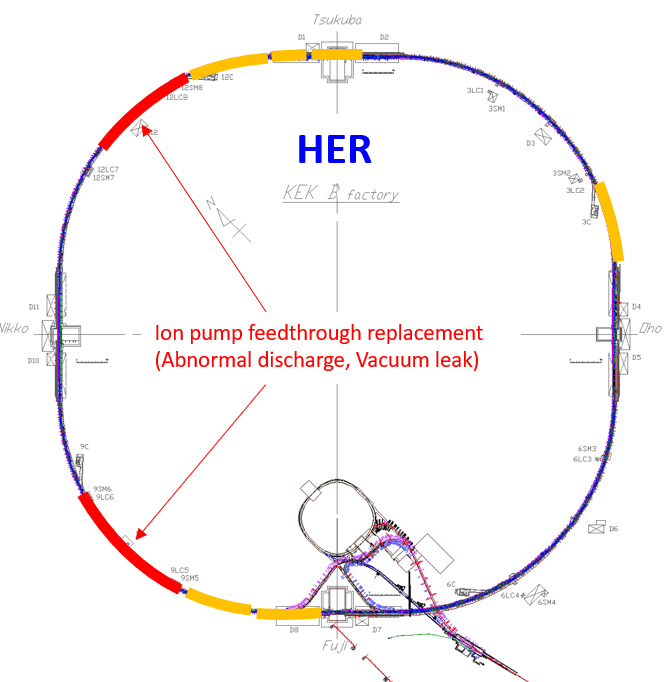 Tsukuba
D1
D2
12C
12SM8
12LC8
3LC1
3SM1
HER
D3
12LC7
12SM7
3SM2
3LC2
KEK B factory
N
3C
D11
D4
Nikko
Oho
Ion pump feedthrough replacement
(Abnormal discharge, Vacuum leak)
D10
D5
9C
6SM3
6LC3
9SM6
9LC6
D6
9LC5
9SM5
6C
6LC4
6SM4
D8
D7
Fuji